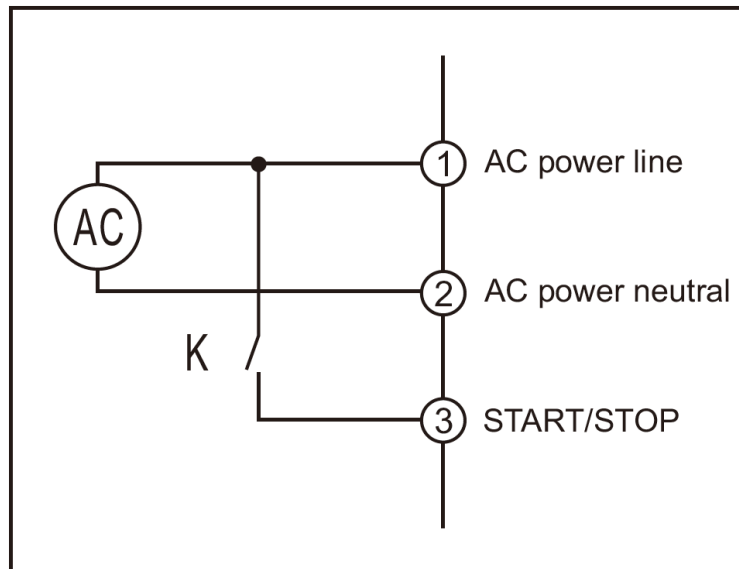 1 AC power line
AC
2 AC power neutral
K
3 START/STOP